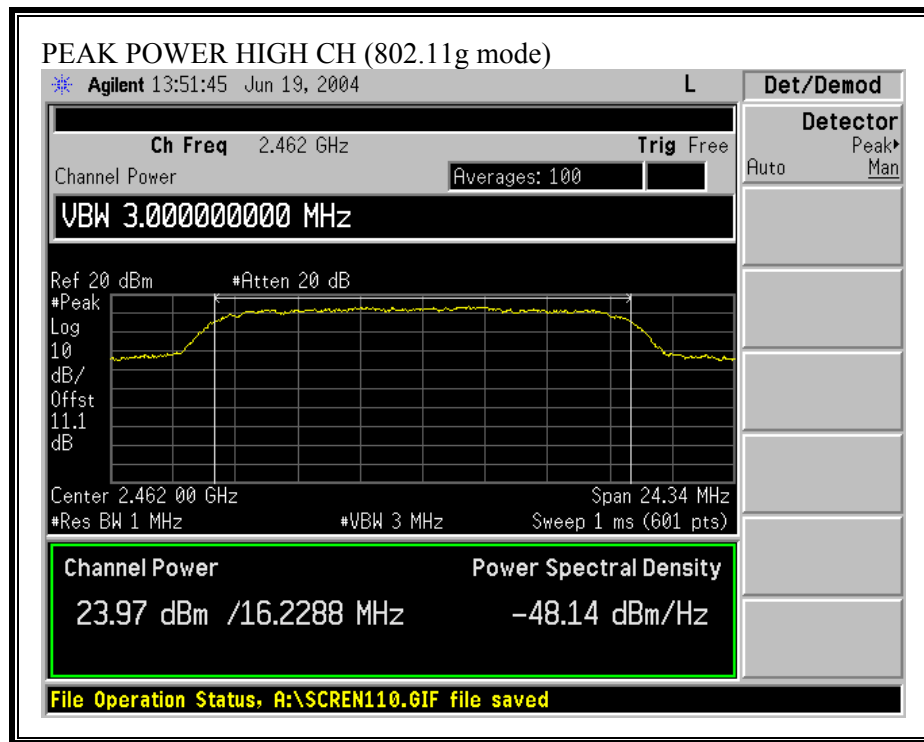 PEAK POWER HIGH CH (802.11g mode)
Agilent 13:51:45 Jun 19, 2004 L
Det/Demod
Detector
Peak
Auto Man
Ch Freq 2.462 GHz Trig Free
Channel Power Averages: 100
VBW 3.000000000 MHz
Ref 20 dBm #Atten 20 dB
#Peak
Log
10
dB/
Offst
11.1
dB
Center 2.462 00 GHz Span 24.34 MHz
#Res BW 1 MHz #VBW 3 MHz Sweep 1 ms (601 pts)
Channel Power Power Spectral Density
23.97 dBm /16.2288 MHz -48.14 dBm/Hz
File Operation Status, A:\SCREN110.GIF file saved